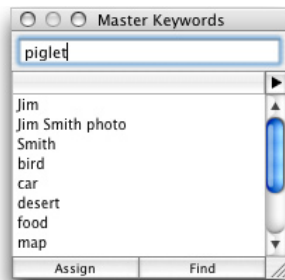 Master Keywords
piglet
Jim
Jim Smith photo
Smith
bird
car
desert
food
map
Assign Find